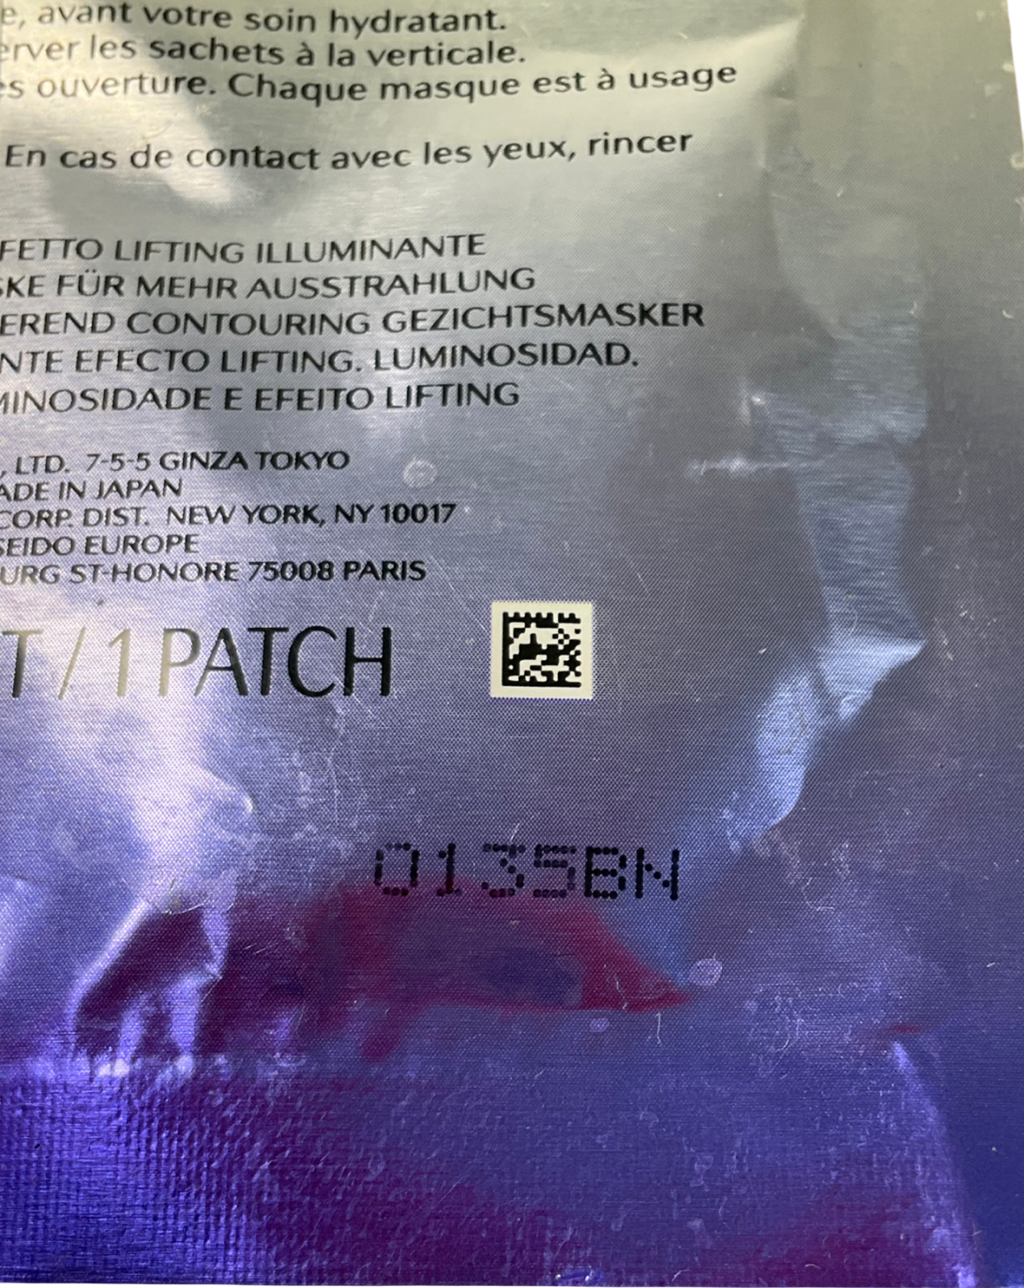 e, avant votre soin hydratant.
erver les sachets à la verticale.
es ouverture. Chaque masque est à usage
En cas de contact avec les yeux, rincer
FETTO LIFTING ILLUMINANTE
SKE FÜR MEHR AUSSTRAHLUNG
EREND CONTOURING GEZICHTSMASKER
NTE EFECTO LIFTING. LUMINOSIDAD.
MINOSIDADE E EFEITO LIFTING
, LTD. 7-5-5 GINZA TOKYO
ADE IN JAPAN
CORP. DIST. NEW YORK, NY 10017
SEIDO EUROPE
URG ST-HONORE 75008 PARIS
T / 1 PATCH
0135BN